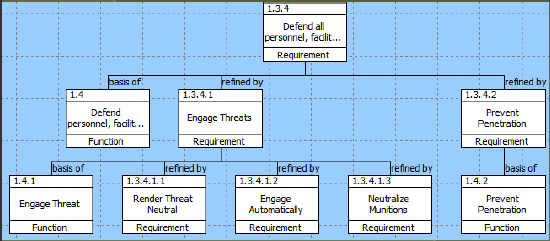 1.3.4
Defend all
personnel, facilit...
Requirement
basis of
refined by
refined by
1.4
Defend
personnel, facilit...
Function
1.3.4.1
Engage Threats
Requirement
1.3.4.2
Prevent
Penetration
Requirement
basis of
refined by
refined by
refined by
basis of
1.4.1
Engage Threat
Function
1.3.4.1.1
Render Threat
Neutral
Requirement
1.3.4.1.2
Engage
Automatically
Requirement
1.3.4.1.3
Neutralize
Munitions
Requirement
1.4.2
Prevent
Penetration
Function